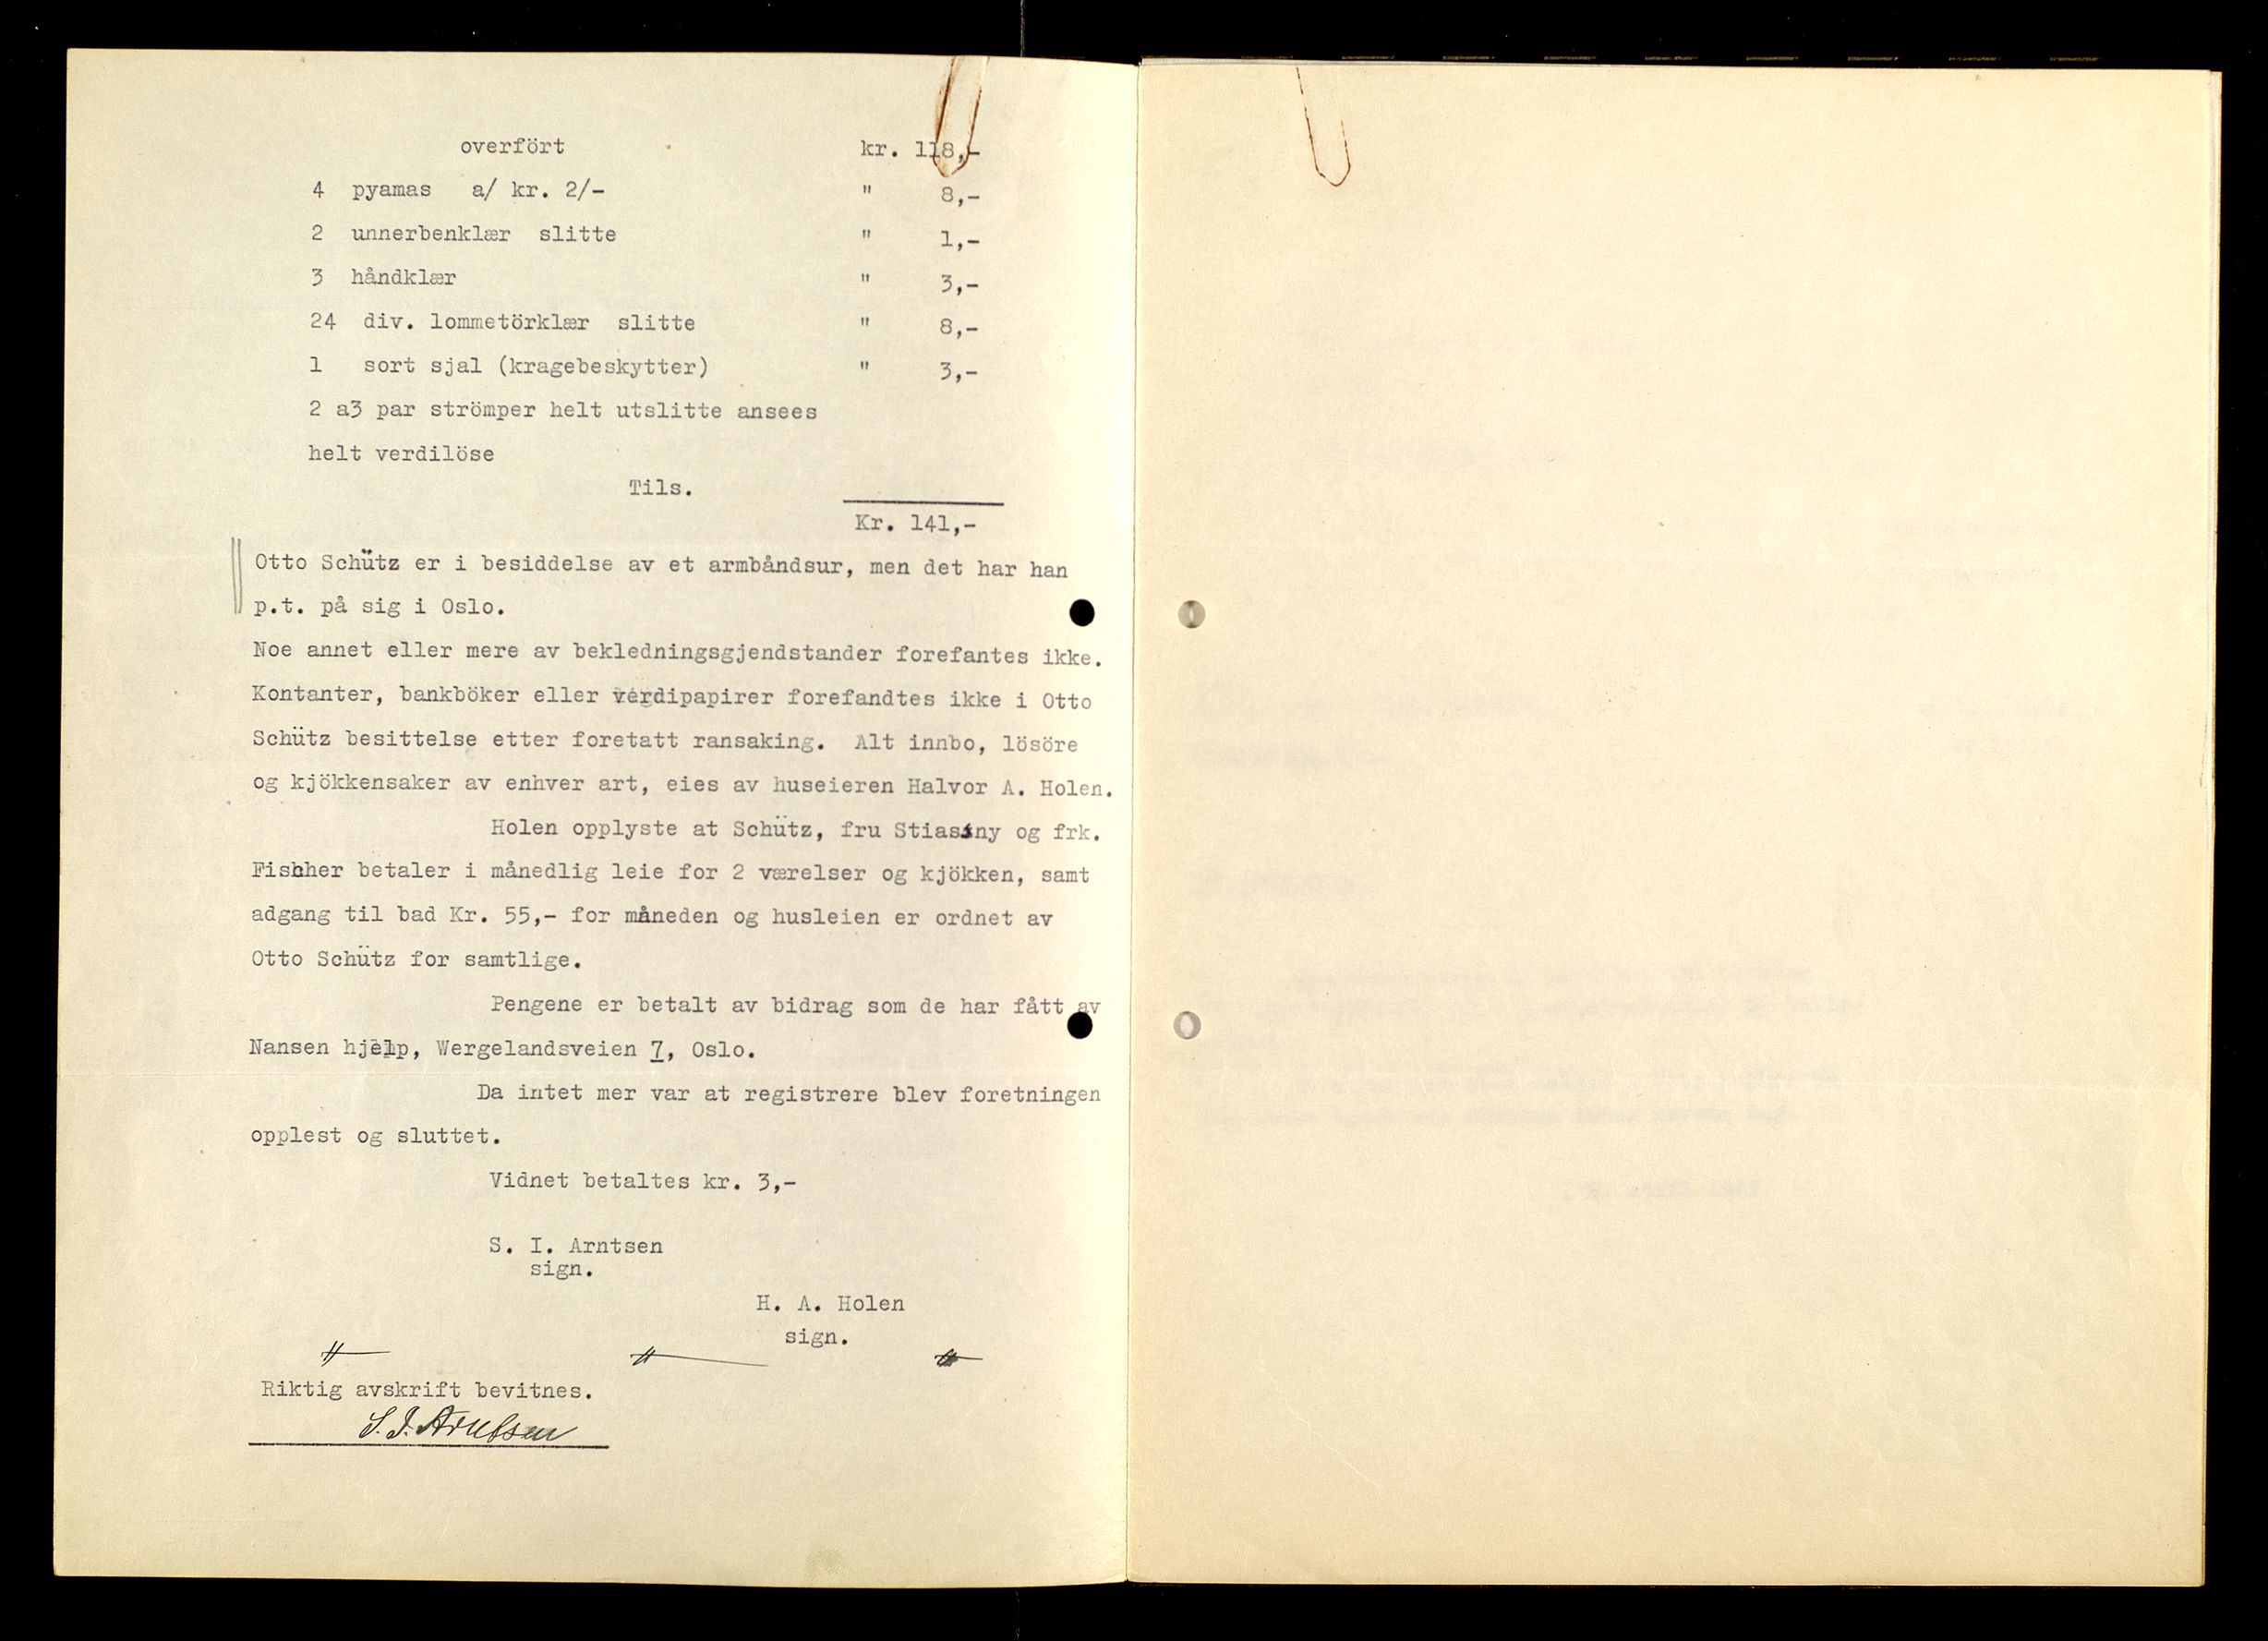 overfört kr. 118,-
4 pyamas a/ kr. 2/- " 8,-
2 unnerbenklær slitte " 1,-
3 håndklær " 3,-
24 div. lommetörklær slitte " 8,-
1 sort sjal (kragebeskytter) " 3,-
2 a3 par strömper helt utslitte ansees
helt verdilöse
Tils.
Kr. 141,-
Otto Schütz er i besiddelse av et armbåndsur, men det har han
p.t. på sig i Oslo.
Noe annet eller mere av bekledningsgjendstander forefantes ikke.
Kontanter, bankböker eller verdipapirer forefandtes ikke i Otto
Schütz besittelse etter foretatt ransaking. Alt innbo, lösöre
og kjökkensaker av enhver art, eies av huseieren Halvor A. Holen.
Holen opplyste at Schütz, fru Stiassny og frk.
Fischer betaler i månedlig leie for 2 værelser og kjökken, samt
adgang til bad Kr. 55,- for måneden og husleien er ordnet av
Otto Schütz for samtlige.
Pengene er betalt av bidrag som de har fått av
Nansen hjelp, Wergelandsveien 7, Oslo.
Da intet mer var at registrere blev foretningen
opplest og sluttet.
Vidnet betaltes kr. 3,-
S. I. Arntsen
sign.
H. A. Holen
sign.
Riktig avskrift bevitnes.
S. I. Arntsen